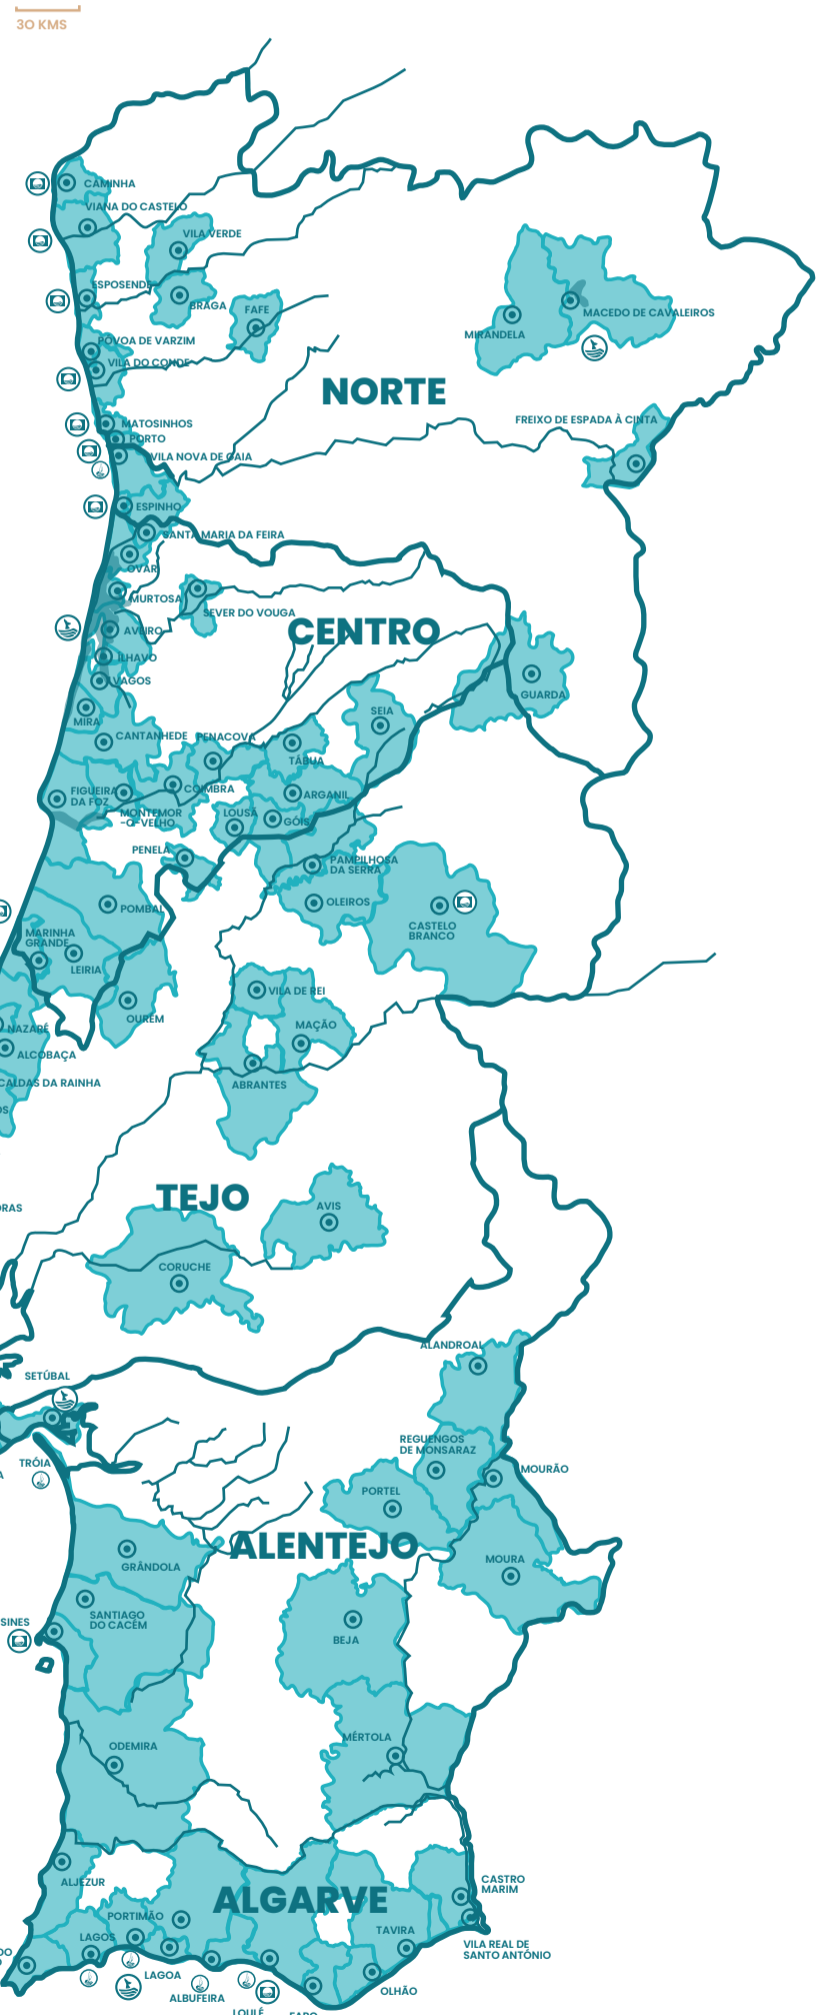 30 KMS
CAMINHA
VIANA DO CASTELO
VILA VERDE
ESPOSENDE
BRAGA
FAFE
MACEDO DE CAVALEIROS
MIRANDELA
PÓVOA DE VARZIM
VILA DO CONDE
NORTE
FREIXO DE ESPADA À CINTA
MATOSINHOS
PORTO
VILA NOVA DE GAIA
ESPINHO
SANTA MARIA DA FEIRA
OVAR
MURTOSA
SEVER DO VOUGA
AVEIRO
CENTRO
ILHAVO
VAGOS
GUARDA
MIRA
SEIA
CANTANHEDE
PENACOVA
TÁBUA
FIGUEIRA
DA FOZ
COIMBRA
ARGANIL
MONTEMOR
-O-VELHO
LOUSÃ
GÓIS
PENELA
PAMPILHOSA
DA SERRA
OLEIROS
POMBAL
CASTELO
BRANCO
MARINHA
GRANDE
LEIRIA
VILA DE REI
OURÉM
NAZARÉ
MAÇÃO
ALCOBAÇA
CALDAS DA RAINHA
ABRANTES
OS
TEJO
AVIS
ORAS
CORUCHE
ALANDROAL
SETÚBAL
REGUENGOS
DE MONSARAZ
TRÓIA
MOURÃO
A
PORTEL
ALENTEJO
GRÂNDOLA
MOURA
SANTIAGO
DO CACÉM
SINES
BEJA
MÉRTOLA
ODEMIRA
ALJEZUR
CASTRO
MARIM
ALGARVE
PORTIMÃO
TAVIRA
LAGOS
VILA REAL DE
SANTO ANTÓNIO
DO
LAGOA
OLHÃO
ALBUFEIRA
LOULÉ
FARO